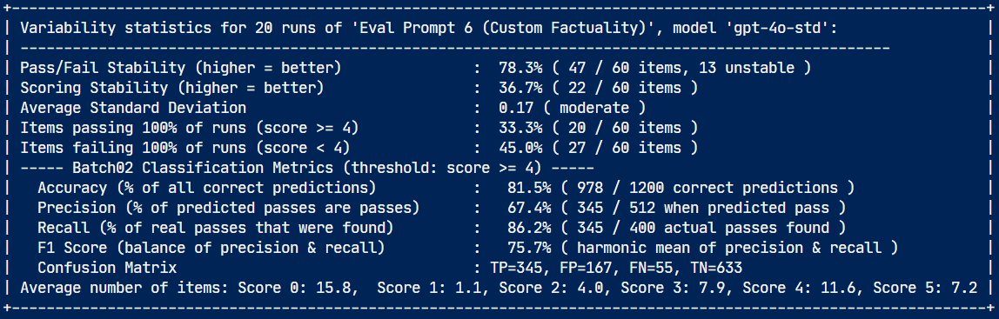 Variability statistics for 20 runs of 'Eval Prompt 6 (Custom Factuality)', model 'gpt-4o-std':
Pass/Fail Stability (higher = better) : 78.3% ( 47 / 60 items, 13 unstable )
Scoring Stability (higher = better) : 36.7% ( 22 / 60 items )
Average Standard Deviation : 0.17 ( moderate )
Items passing 100% of runs (score >= 4) : 33.3% ( 20 / 60 items )
Items failing 100% of runs (score < 4) : 45.0% ( 27 / 60 items )
----- Batch02 Classification Metrics (threshold: score >= 4) -----
Accuracy (% of all correct predictions) : 81.5% ( 978 / 1200 correct predictions )
Precision (% of predicted passes are passes) : 67.4% ( 345 / 512 when predicted pass )
Recall (% of real passes that were found) : 86.2% ( 345 / 400 actual passes found )
F1 Score (balance of precision & recall) : 75.7% ( harmonic mean of precision & recall )
Confusion Matrix : TP=345, FP=167, FN=55, TN=633
Average number of items: Score 0: 15.8, Score 1: 1.1, Score 2: 4.0, Score 3: 7.9, Score 4: 11.6, Score 5: 7.2